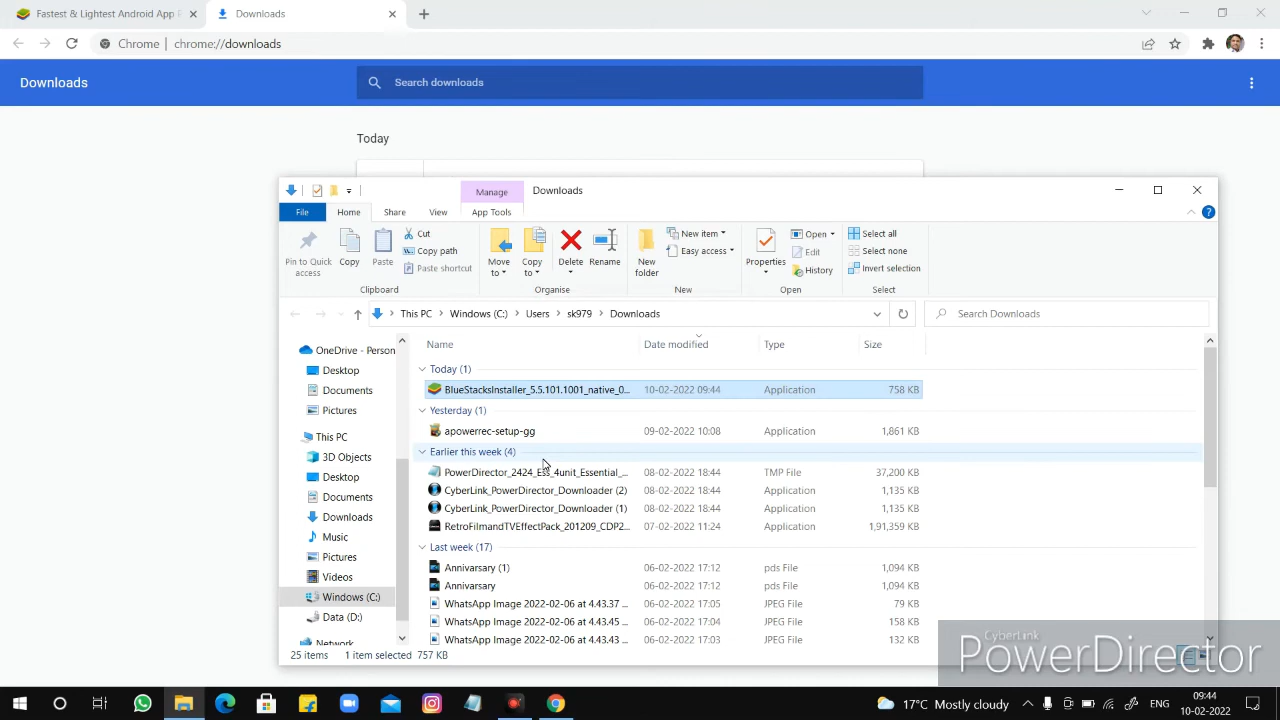 Fastest & Lightest Android App P
Downloads
Chrome | chrome://downloads
Downloads
Search downloads
Today
Manage
Downloads
File
Home
Share
View
App Tools
Pin to Quick access
Copy
Paste
Cut
Copy path
Paste shortcut
Move to
Copy to
Delete
Rename
New folder
New item
Easy access
Properties
Open
Edit
History
Select all
Select none
Invert selection
Clipboard
Organise
New
Open
Select
This PC > Windows (C:) > Users > sk979 > Downloads
Search Downloads
OneDrive - Person
Desktop
Documents
Pictures
This PC
3D Objects
Desktop
Documents
Downloads
Music
Pictures
Videos
Windows (C:)
Data (D:)
Network
Name Date modified Type Size
Today (1)
BlueStacksInstaller_5.5.101.1001_native_0... 10-02-2022 09:44 Application 758 KB
Yesterday (1)
apowerrec-setup-gg 09-02-2022 10:08 Application 1,861 KB
Earlier this week (4)
PowerDirector_2424_Ess_4unit_Essential_... 08-02-2022 18:44 TMP File 37,200 KB
CyberLink_PowerDirector_Downloader (2) 08-02-2022 18:44 Application 1,135 KB
CyberLink_PowerDirector_Downloader (1) 08-02-2022 18:44 Application 1,135 KB
RetroFilmandTVEffectPack_201209_CDP2... 07-02-2022 11:24 Application 1,91,359 KB
Last week (17)
Annivarsary (1) 06-02-2022 17:12 pds File 1,094 KB
Annivarsary 06-02-2022 17:12 pds File 1,094 KB
WhatsApp Image 2022-02-06 at 4.43.37 ... 06-02-2022 17:05 JPEG File 79 KB
WhatsApp Image 2022-02-06 at 4.43.45 ... 06-02-2022 17:04 JPEG File 158 KB
WhatsApp Image 2022-02-06 at 4.43.43 ... 06-02-2022 17:03 JPEG File 132 KB
25 items 1 item selected 757 KB
CyberLink
PowerDirector
17°C Mostly cloudy
ENG
09:44
10-02-2022